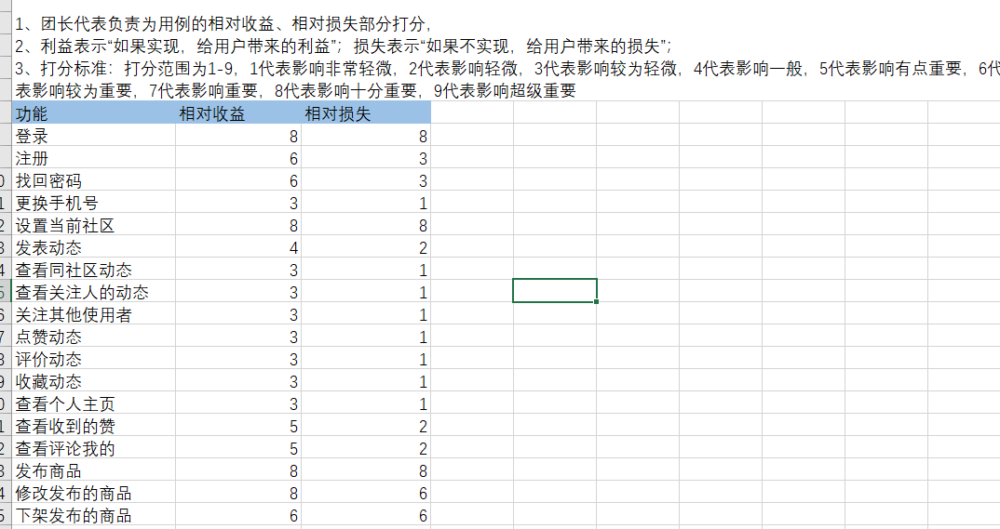 1、团长代表负责为用例的相对收益、相对损失部分打分，
2、利益表示“如果实现，给用户带来的利益”；损失表示“如果不实现，给用户带来的损失”；
3、打分标准：打分范围为1-9，1代表影响非常轻微，2代表影响轻微，3代表影响较为轻微，4代表影响一般，5代表影响有点重要，6代
表影响较为重要，7代表影响重要，8代表影响十分重要，9代表影响超级重要
功能 相对收益 相对损失
登录 8 8
注册 6 3
找回密码 6 3
更换手机号 3 1
设置当前社区 8 8
发表动态 4 2
查看同社区动态 3 1
查看关注人的动态 3 1
关注其他使用者 3 1
点赞动态 3 1
评价动态 3 1
收藏动态 3 1
查看个人主页 3 1
查看收到的赞 5 2
查看评论我的 5 2
发布商品 8 8
修改发布的商品 8 6
下架发布的商品 6 6